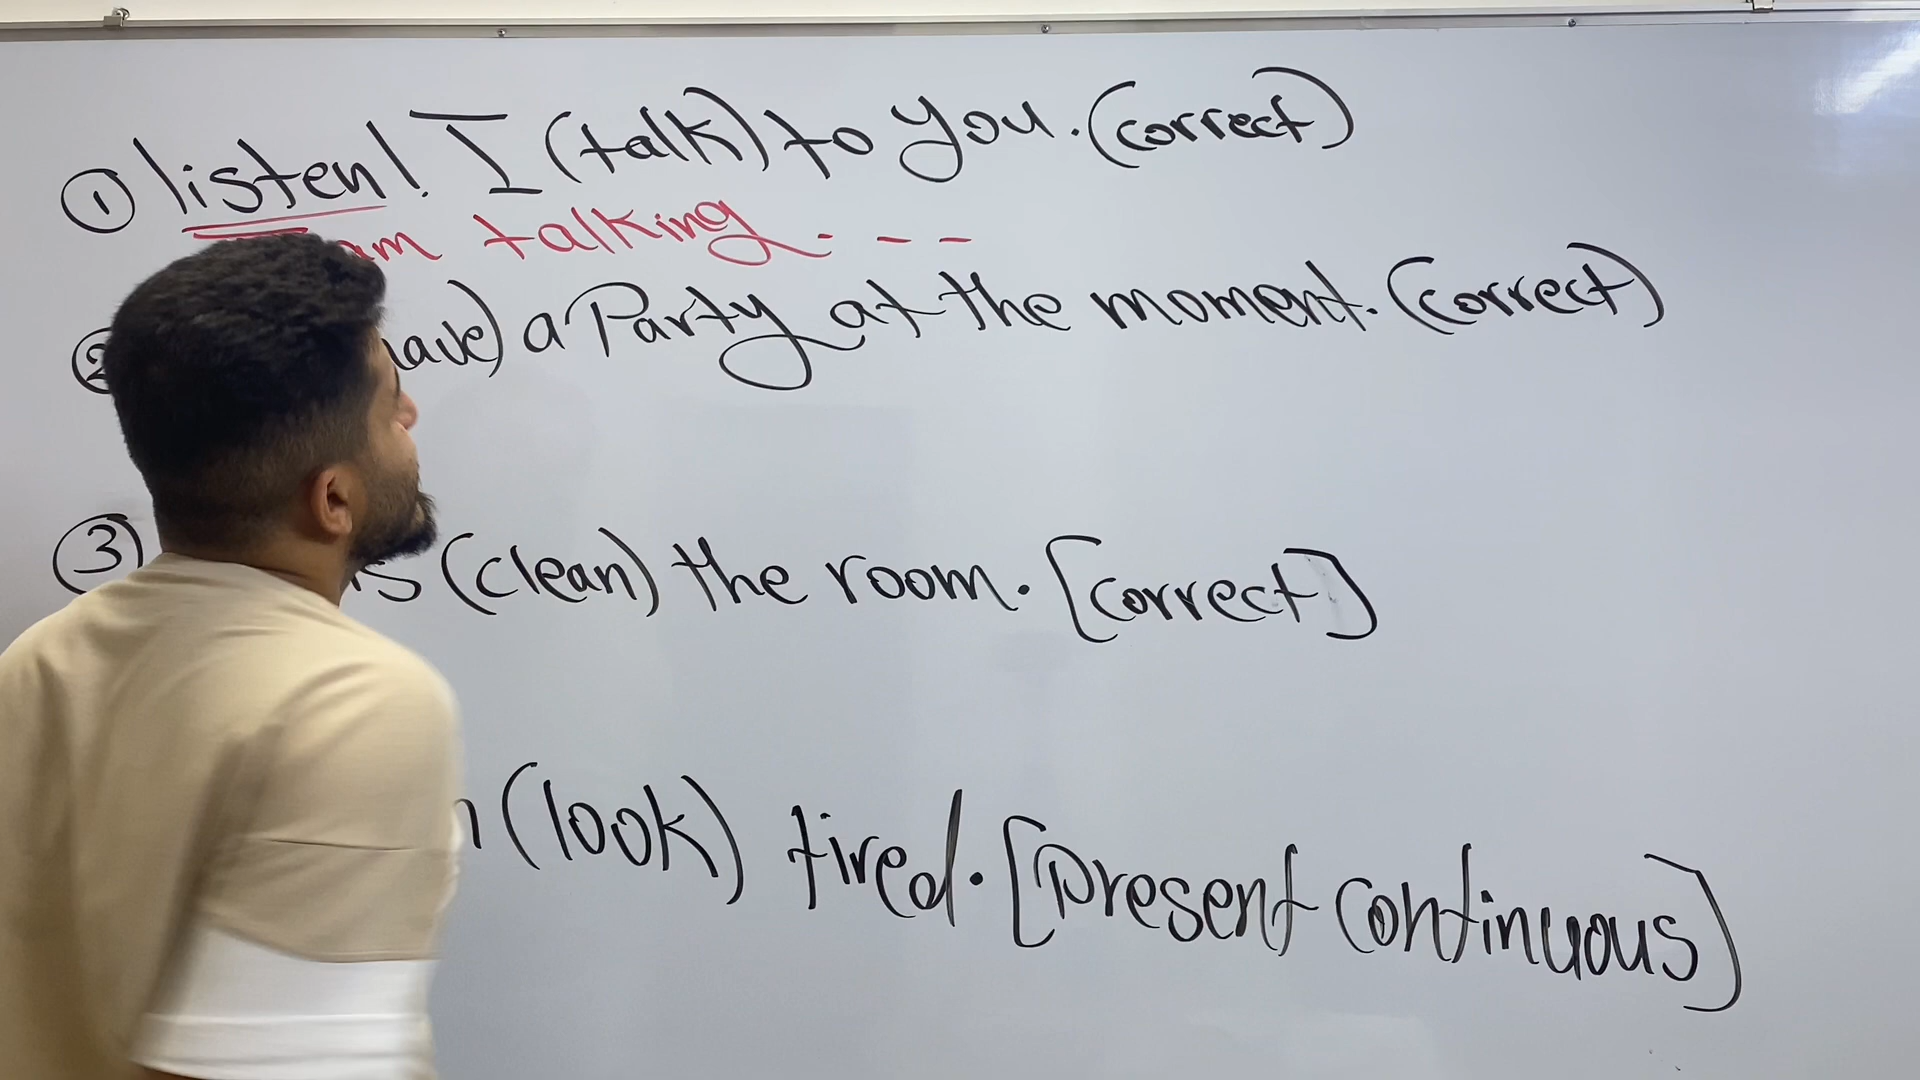 ① listen! I (talk) to you. (correct)
am talking. - -
② a Party at the moment. (correct)
③ (clean) the room. [correct]
(look) tired. [Present continuous]